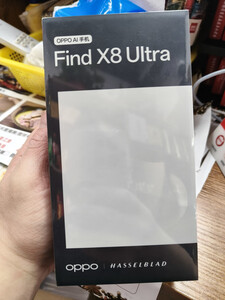 OPPO AI 手机
Find X8 Ultra
oppo
HASSELBLAD